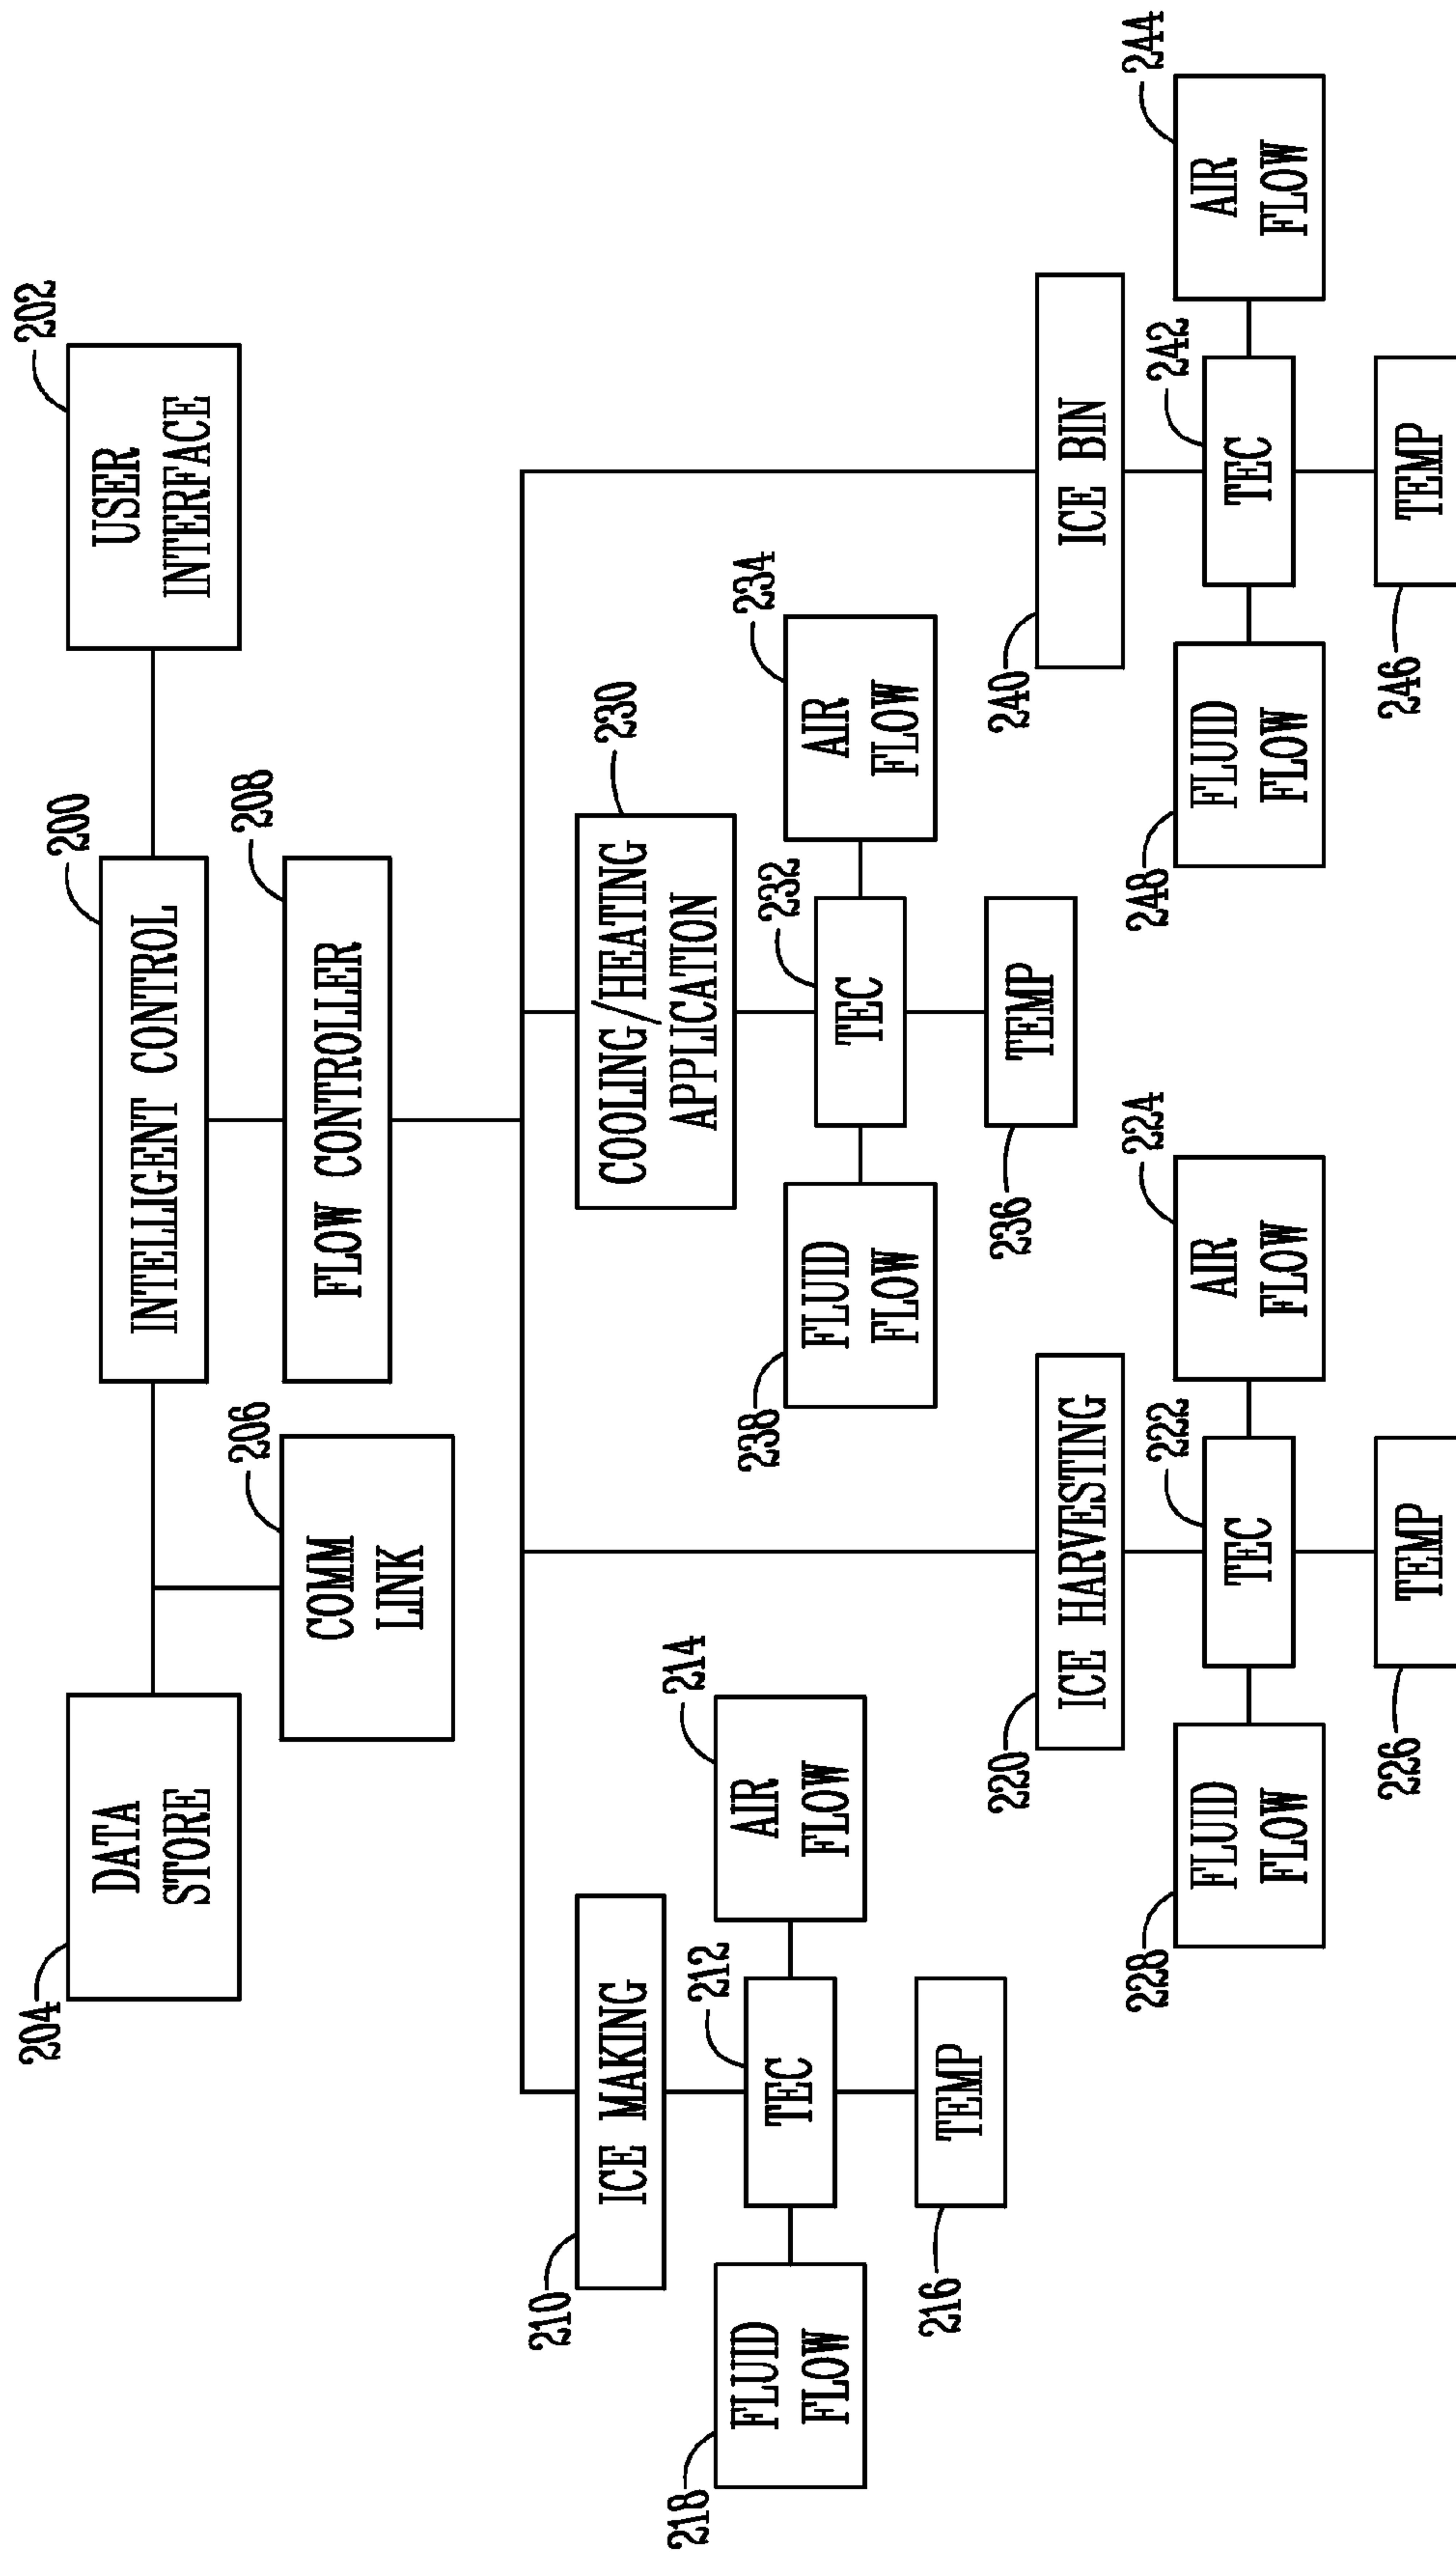 200
202
204
INTELLIGENT CONTROL
USER
INTERFACE
DATA
STORE
206
208
COMM
LINK
FLOW CONTROLLER
210
ICE MAKING
230
COOLING/HEATING
APPLICATION
212
214
218
FLUID
FLOW
TEC
AIR
FLOW
216
TEMP
232
234
238
FLUID
FLOW
TEC
AIR
FLOW
236
TEMP
220
ICE HARVESTING
240
ICE BIN
222
224
228
FLUID
FLOW
TEC
AIR
FLOW
226
TEMP
242
244
248
FLUID
FLOW
TEC
AIR
FLOW
246
TEMP